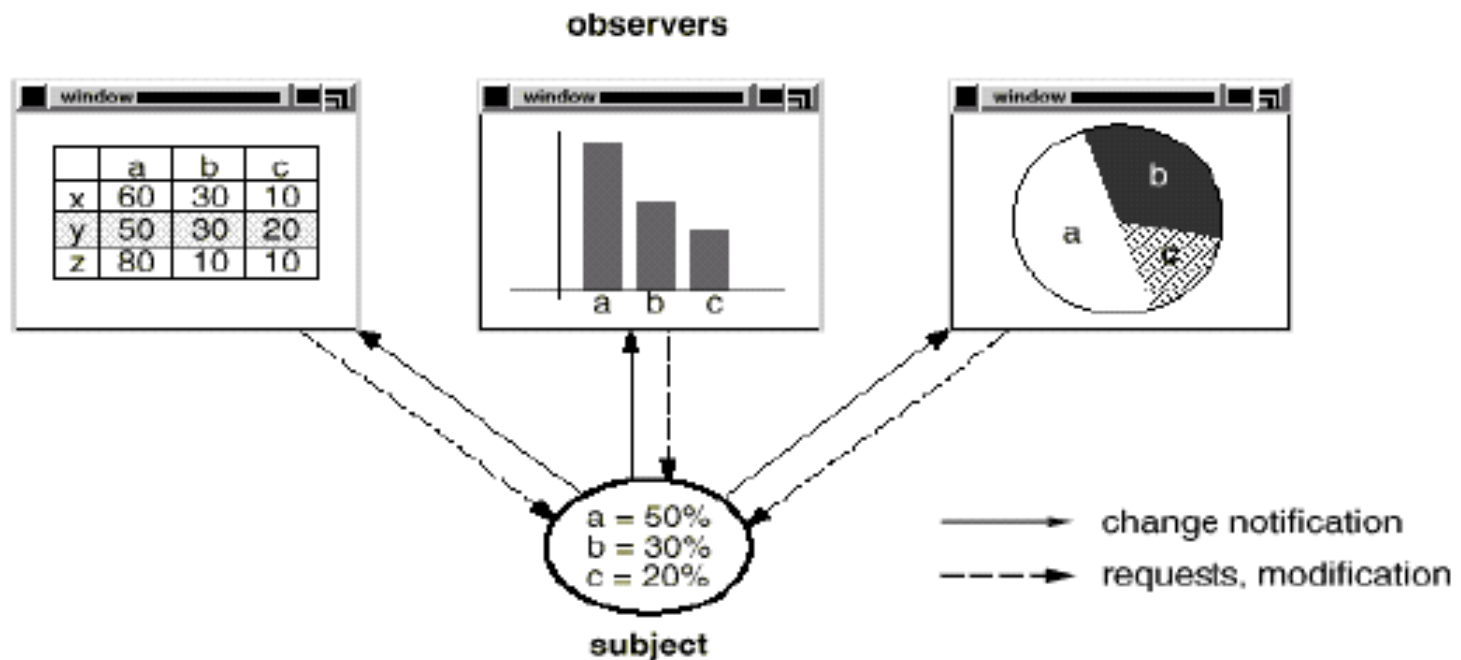 observers
window
a b c
x 60 30 10
y 50 30 20
z 80 10 10
window
a b c
window
a
b
c
a = 50%
b = 30%
c = 20%
subject
change notification
requests, modification